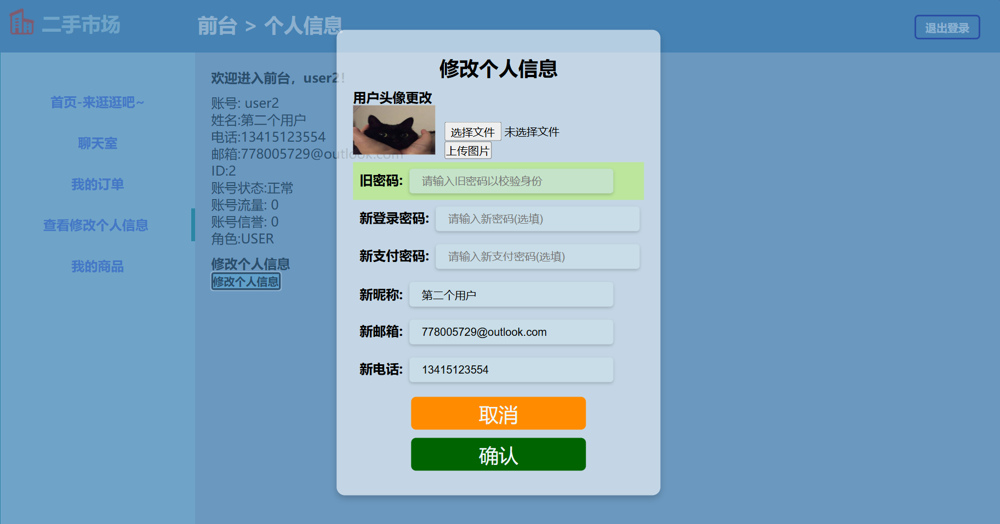 二手市场
前台 > 个人信息
退出登录
首页-来逛逛吧~
聊天室
我的订单
查看修改个人信息
我的商品
欢迎进入前台，user2!
账号: user2
姓名:第二个用户
电话:13415123554
邮箱:778005729@outlook.com
ID:2
账号状态:正常
账号流量: 0
账号信誉: 0
角色:USER
修改个人信息
修改个人信息
修改个人信息
用户头像更改
选择文件 未选择文件
上传图片
旧密码: 请输入旧密码以校验身份
新登录密码: 请输入新密码(选填)
新支付密码: 请输入新支付密码(选填)
新昵称: 第二个用户
新邮箱: 778005729@outlook.com
新电话: 13415123554
取消
确认